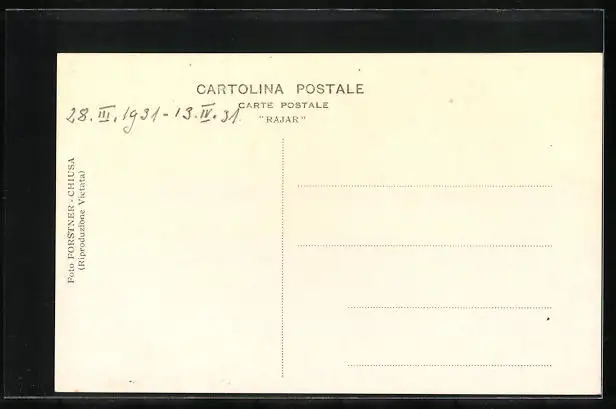 CARTOLINA POSTALE
CARTE POSTALE
28. III. 1931 - 13. IV. 31.
"RAJAR"
Foto FORSTNER - CHIUSA
(Riproduzione Vietata)